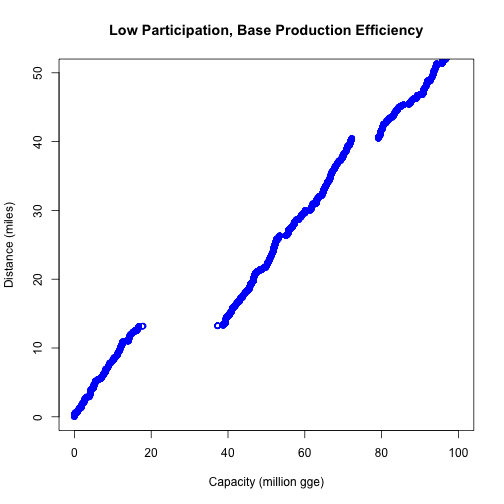 Low Participation, Base Production Efficiency
50
40
30
20
10
0
Distance (miles)
0 20 40 60 80 100
Capacity (million gge)